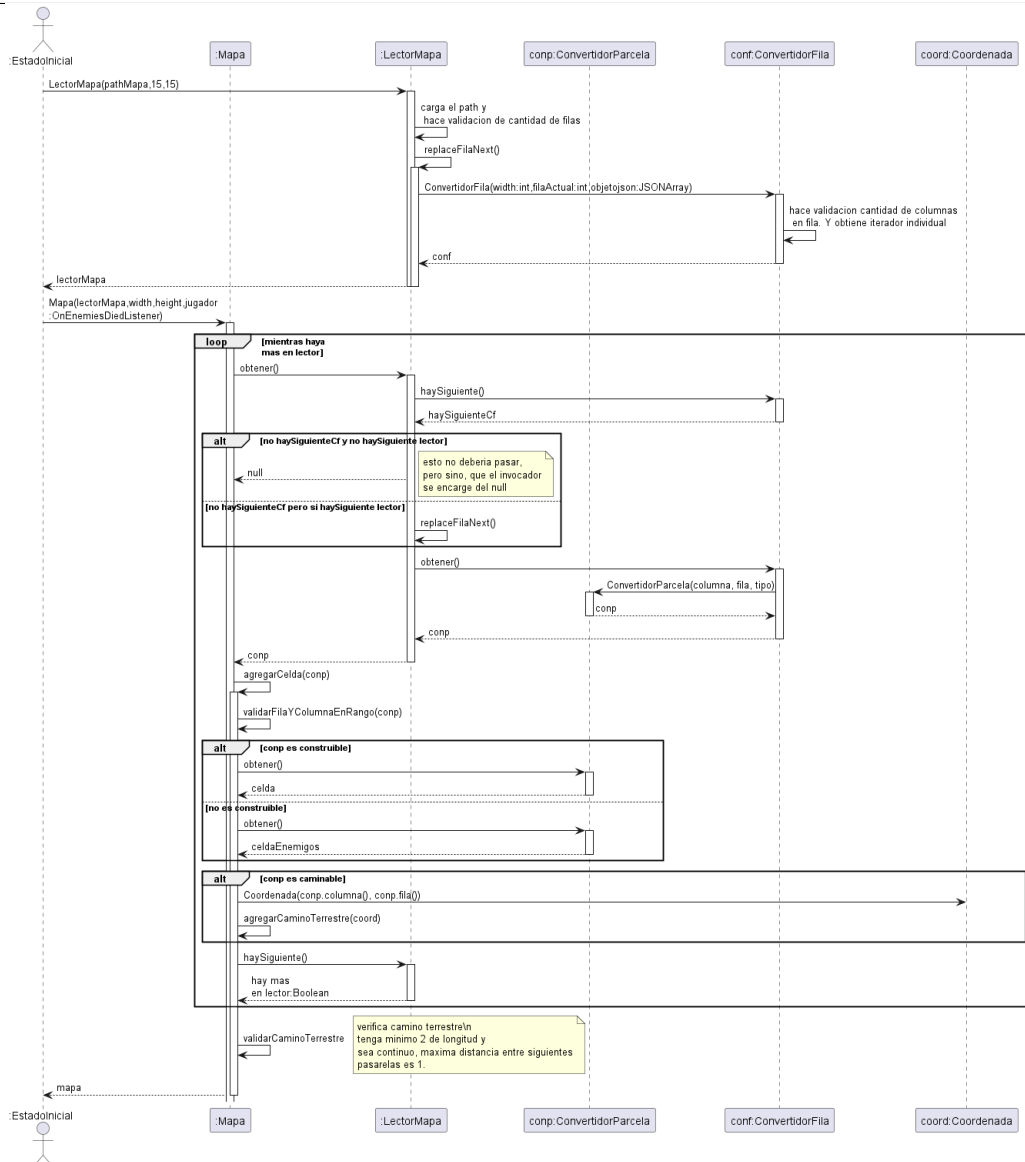 :EstadoInicial
:Mapa
:LectorMapa
conp:ConvertidorParcela
conf:ConvertidorFila
coord:Coordenada
LectorMapa(pathMapa,15,15)
carga el path y
hace validacion de cantidad de filas
replaceFilaNext()
ConvertidorFila(width:int,filaActual:int,objetojson:JSONArray)
hace validacion cantidad de columnas
en fila. Y obtiene iterador individual
conf
lectorMapa
Mapa(lectorMapa,width,height,jugador
:OnEnemiesDiedListener)
loop
[mientras haya
mas en lector]
obtener()
haySiguiente()
haySiguienteCf
alt
[no haySiguienteCf y no haySiguiente lector]
null
esto no deberia pasar,
pero sino, que el invocador
se encarge del null
[no haySiguienteCf pero si haySiguiente lector]
replaceFilaNext()
obtener()
ConvertidorParcela(columna, fila, tipo)
conp
conp
conp
agregarCelda(conp)
validarFilaYColumnaEnRango(conp)
alt
[conp es construible]
obtener()
celda
[no es construible]
obtener()
celdaEnemigos
alt
[conp es caminable]
Coordenada(conp.columna(), conp.fila())
agregarCaminoTerrestre(coord)
haySiguiente()
hay mas
en lector:Boolean
validarCaminoTerrestre
verifica camino terrestre\n
tenga minimo 2 de longitud y
sea continuo, maxima distancia entre siguientes
pasarelas es 1.
mapa
:EstadoInicial
:Mapa
:LectorMapa
conp:ConvertidorParcela
conf:ConvertidorFila
coord:Coordenada